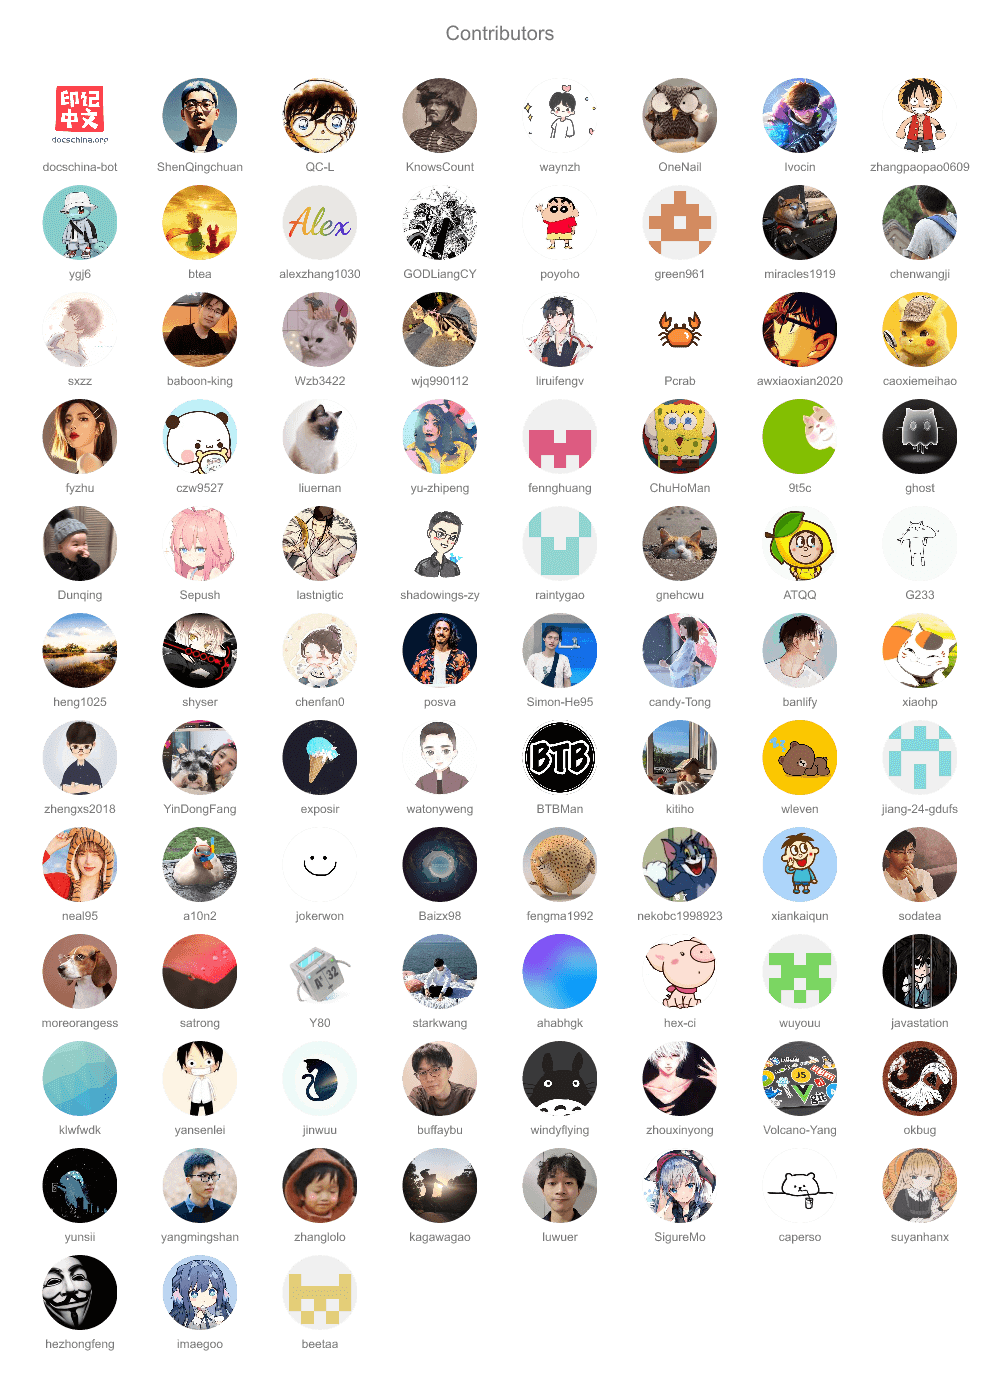 Contributors
印记
中文
docschina.org
docschina-bot ShenQingchuan QC-L KnowsCount waynzh OneNail Ivocin zhangpaopao0609
Alex
ygj6 btea alexzhang1030 GODLiangCY poyoho green961 miracles1919 chenwangji
sxzz baboon-king Wzb3422 wjq990112 liruifengv Pcrab awxiaoxian2020 caoxiemeihao
fyzhu czw9527 liuernan yu-zhipeng fennghuang ChuHoMan 9t5c ghost
Dunqing Sepush lastnigtic shadowings-zy raintygao gnehcwu ATQQ G233
heng1025 shyser chenfan0 posva Simon-He95 candy-Tong banlify xiaohp
BTB
zhengxs2018 YinDongFang exposir watonyweng BTBMan kitiho wleven jiang-24-gdufs
neal95 a10n2 jokerwon Baizx98 fengma1992 nekobc1998923 xiankaiqun sodatea
32
moreorangess satrong Y80 starkwang ahabhgk hex-ci wuyouu javastation
JS
klwfwdk yansenlei jinwuu buffaybu windyflying zhouxinyong Volcano-Yang okbug
yunsii yangmingshan zhanglolo kagawagao luwuer SigureMo caperso suyanhanx
hezhongfeng imaegoo beetaa